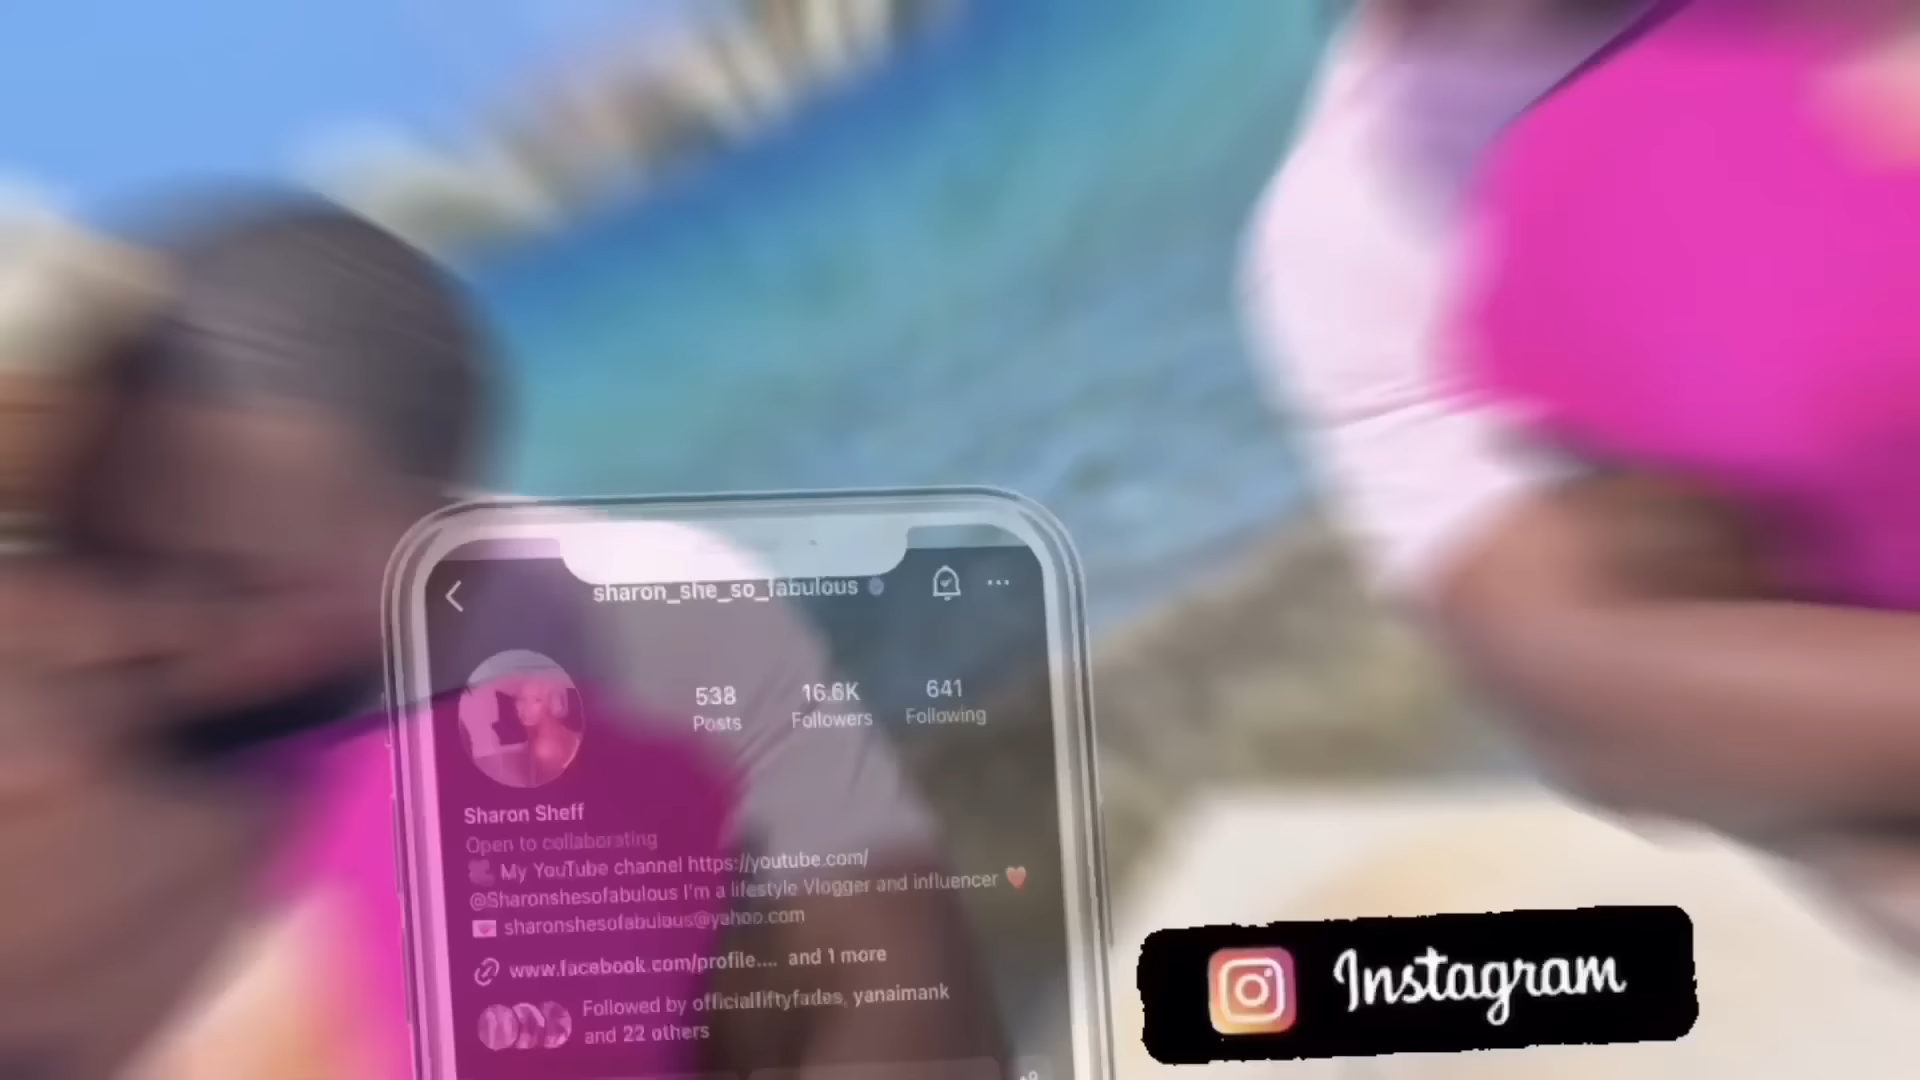 sharon_she_so_fabulous
538
Posts
16.6K
Followers
641
Following
Sharon Sheff
Open to collaborating
My YouTube channel https://youtube.com/
@Sharonshesofabulous I'm a lifestyle Vlogger and influencer ❤️
💌 sharonshesofabulous@yahoo.com
www.facebook.com/profile.... and 1 more
Followed by officialfiftyfades, yanaimank
and 22 others
Instagram